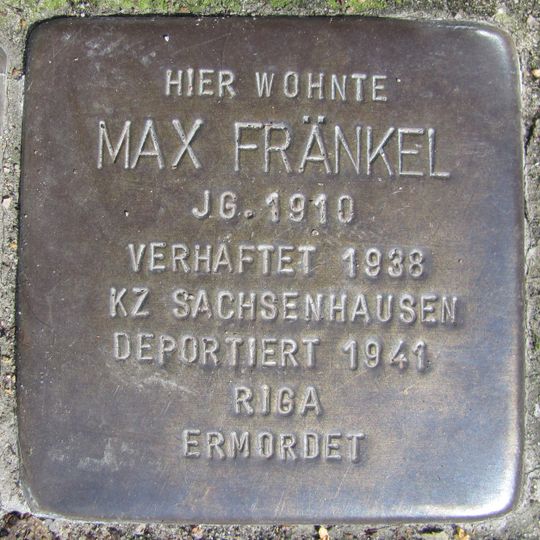 HIER WOHNTE
MAX FRÄNKEL
JG. 1910
VERHAFTET 1938
KZ SACHSENHAUSEN
DEPORTIERT 1941
RIGA
ERMORDET